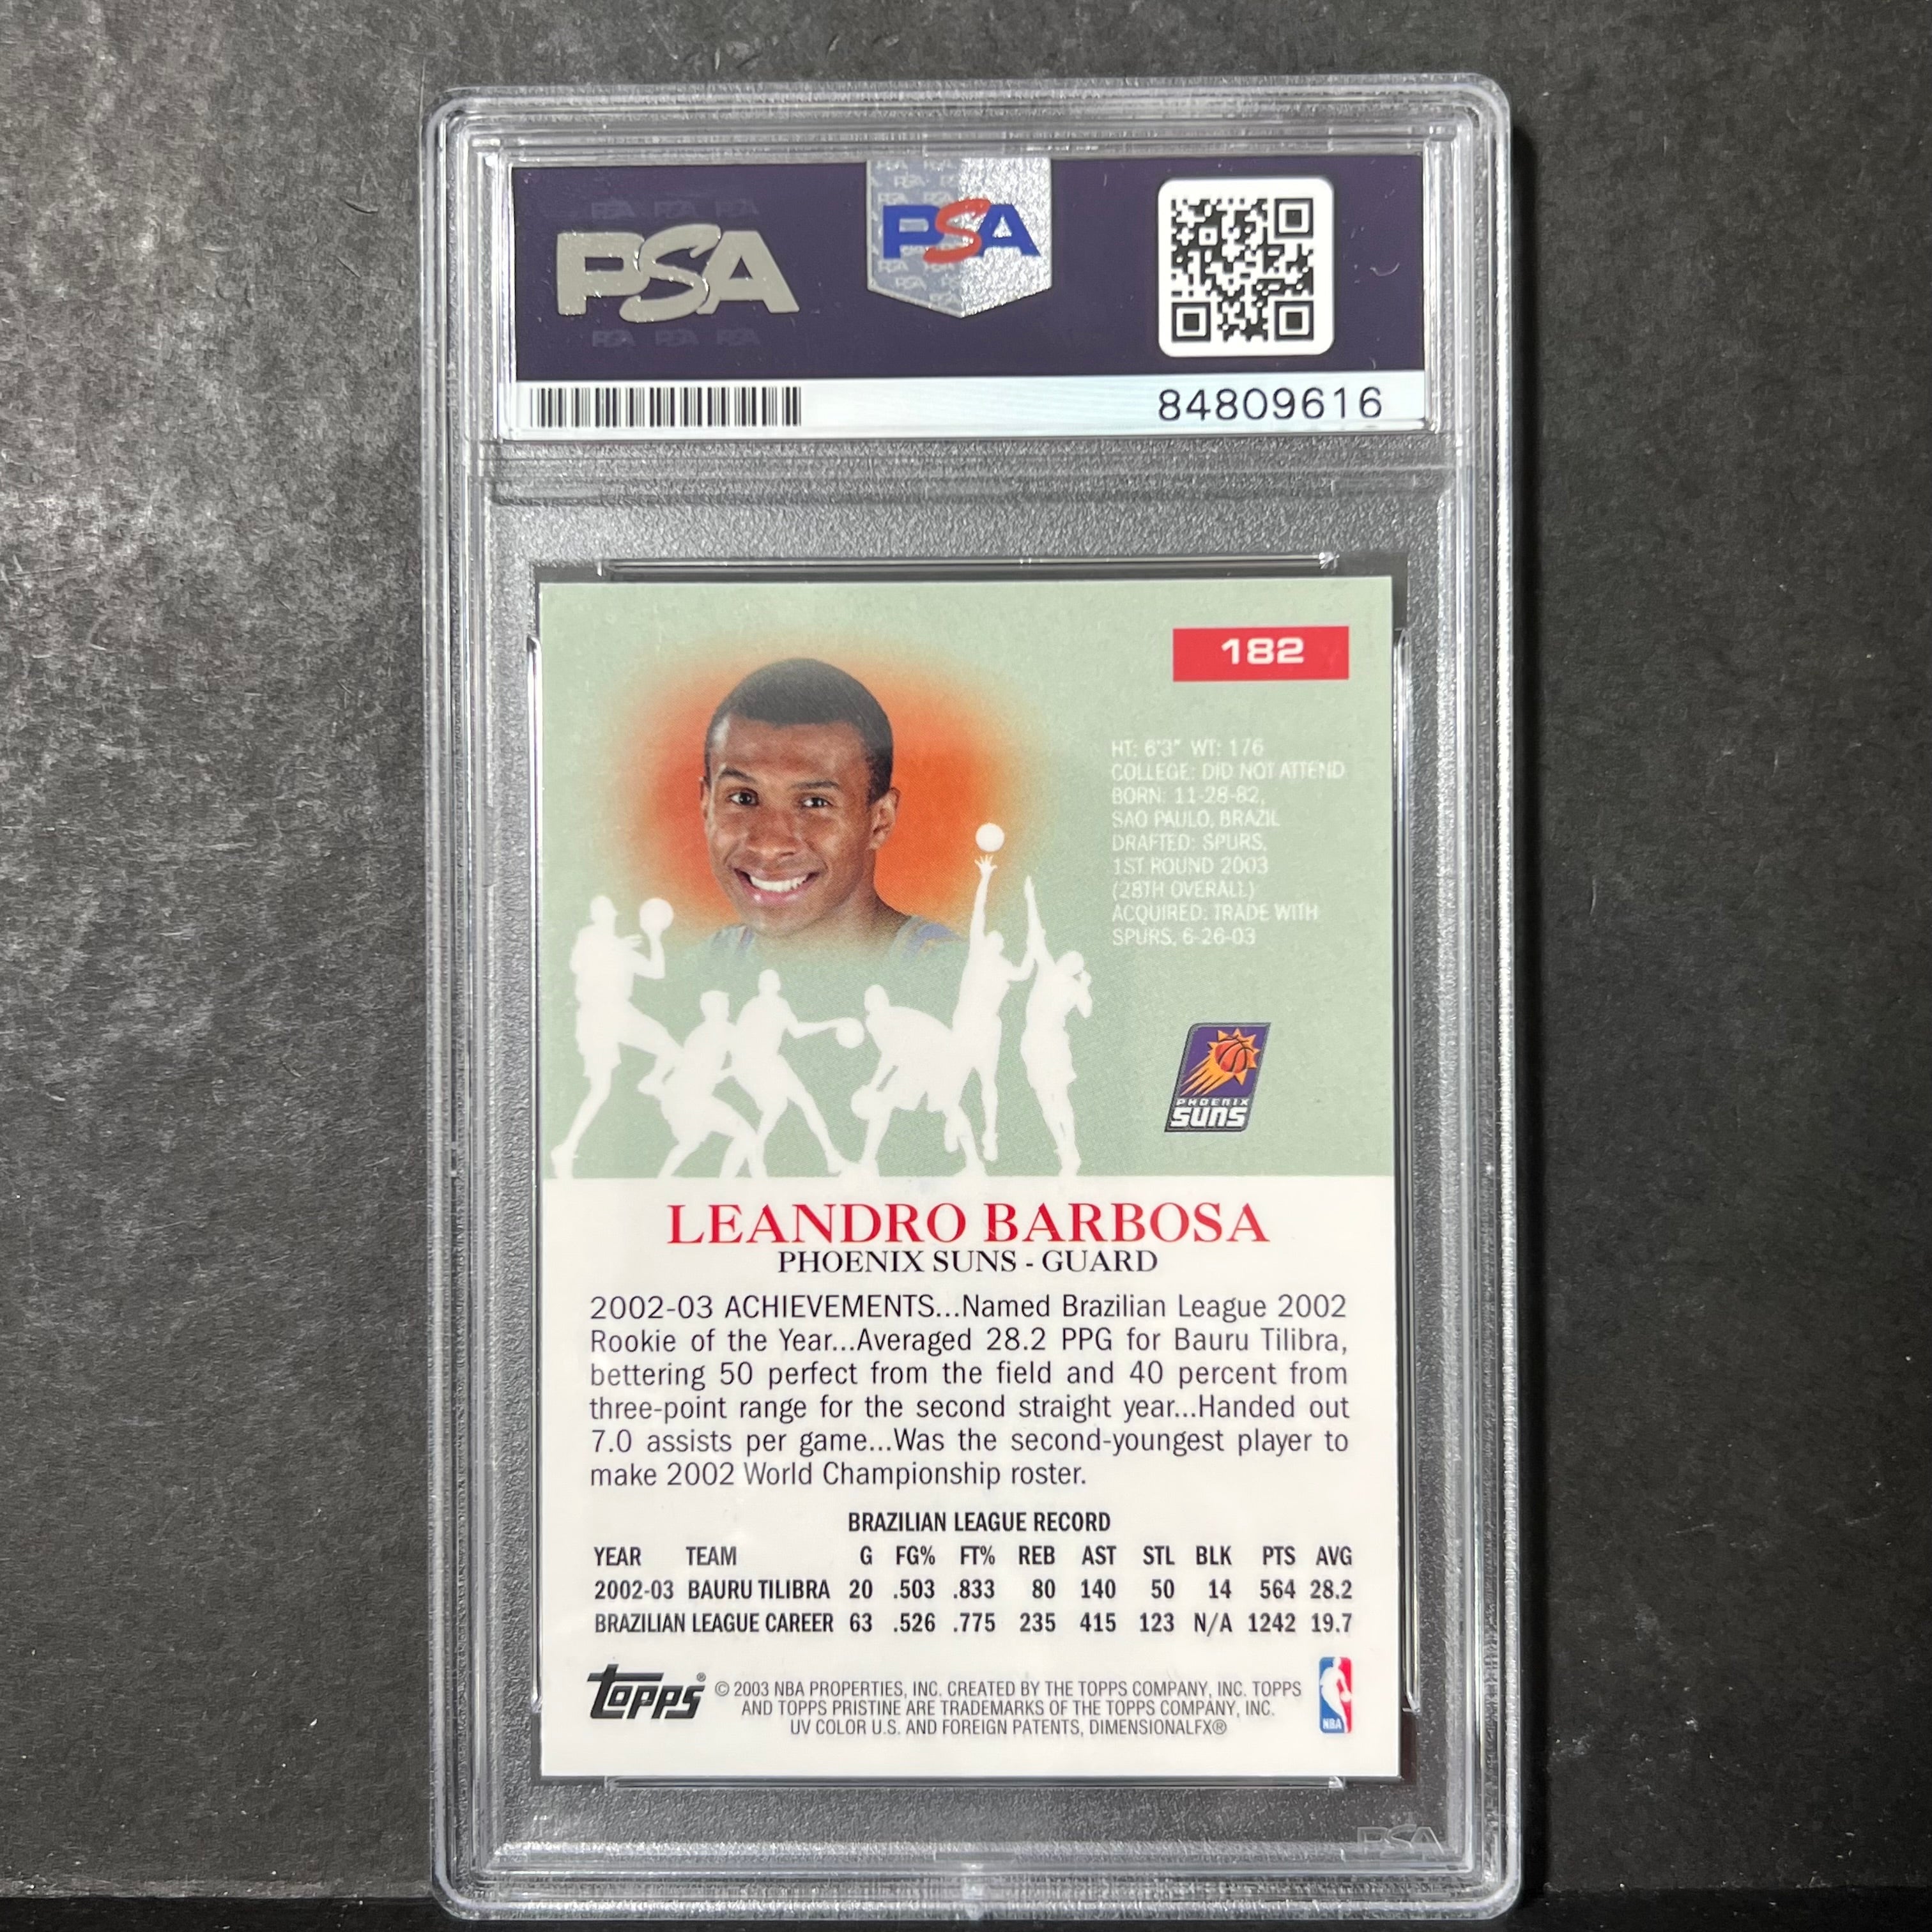 PSA PSA PSA
PSA
PSA PSA PSA
PSA
84809616
182
HT: 6'3" WT: 176
COLLEGE: DID NOT ATTEND
BORN: 11-28-82,
SAO PAULO, BRAZIL
DRAFTED: SPURS,
1ST ROUND 2003
(28TH OVERALL)
ACQUIRED: TRADE WITH
SPURS, 6-26-03
PHOENIX
SUNS
LEANDRO BARBOSA
PHOENIX SUNS - GUARD
2002-03 ACHIEVEMENTS...Named Brazilian League 2002
Rookie of the Year...Averaged 28.2 PPG for Bauru Tilibra,
bettering 50 perfect from the field and 40 percent from
three-point range for the second straight year...Handed out
7.0 assists per game...Was the second-youngest player to
make 2002 World Championship roster.
BRAZILIAN LEAGUE RECORD
YEAR TEAM G FG% FT% REB AST STL BLK PTS AVG
2002-03 BAURU TILIBRA 20 .503 .833 80 140 50 14 564 28.2
BRAZILIAN LEAGUE CAREER 63 .526 .775 235 415 123 N/A 1242 19.7
topps® © 2003 NBA PROPERTIES, INC. CREATED BY THE TOPPS COMPANY, INC. TOPPS
AND TOPPS PRISTINE ARE TRADEMARKS OF THE TOPPS COMPANY, INC.
UV COLOR U.S. AND FOREIGN PATENTS, DIMENSIONALFX®
NBA
PSA